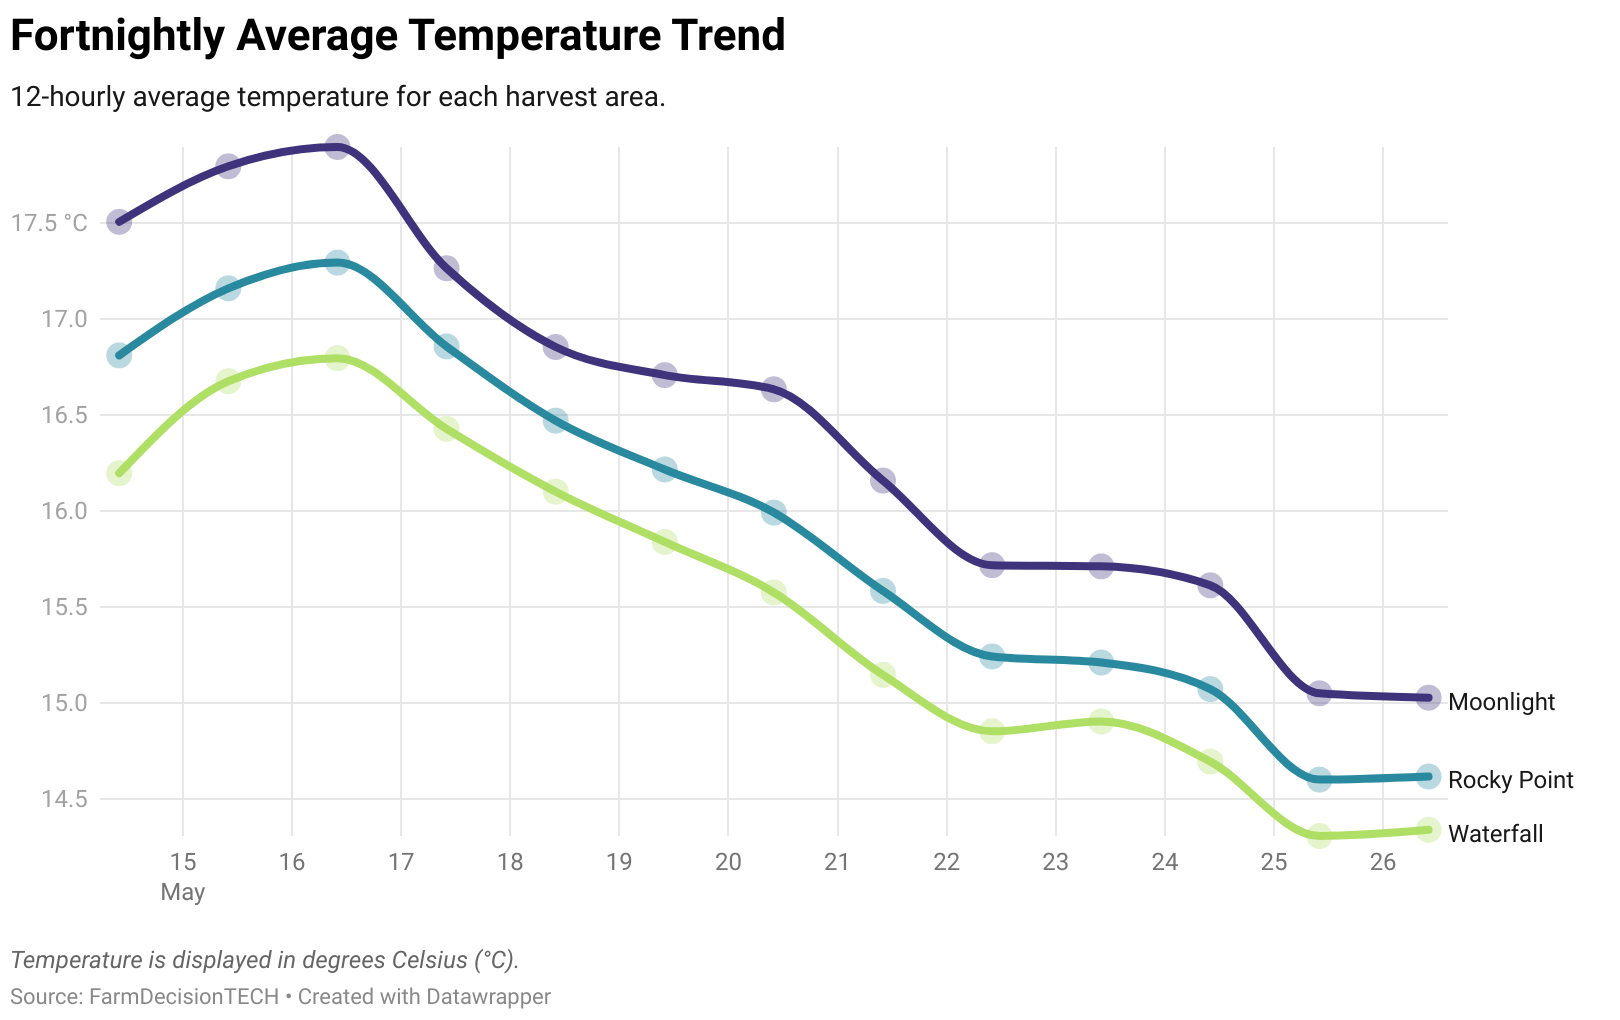 Fortnightly Average Temperature Trend
12-hourly average temperature for each harvest area.
17.5 °C
17.0
16.5
16.0
15.5
15.0
14.5
Moonlight
Rocky Point
Waterfall
15 16 17 18 19 20 21 22 23 24 25 26
May
Temperature is displayed in degrees Celsius (°C).
Source: FarmDecisionTECH • Created with Datawrapper